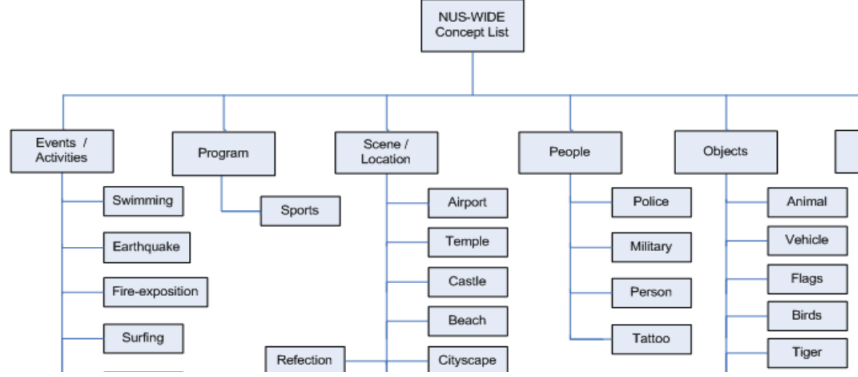 NUS-WIDE
Concept List
Events /
Activities
Program
Scene /
Location
People
Objects
Swimming
Earthquake
Fire-exposition
Surfing
Sports
Airport
Temple
Castle
Beach
Refection
Cityscape
Police
Military
Person
Tattoo
Animal
Vehicle
Flags
Birds
Tiger